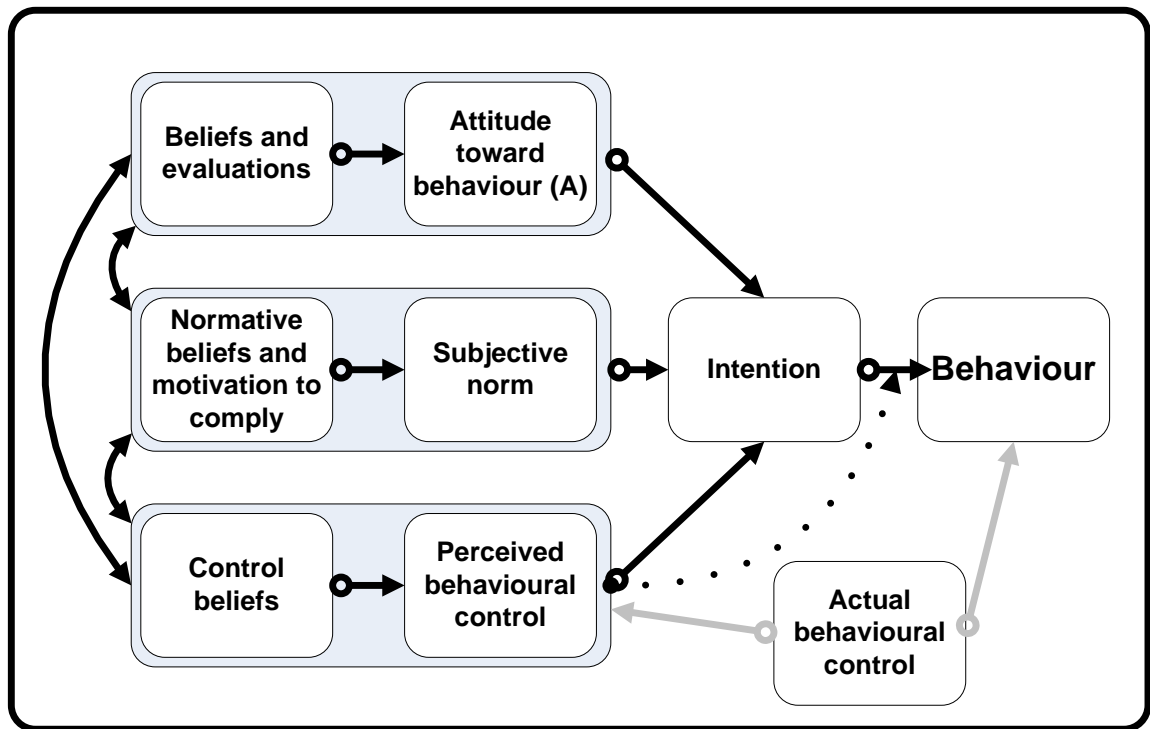 Beliefs and
evaluations
Attitude
toward
behaviour (A)
Normative
beliefs and
motivation to
comply
Subjective
norm
Intention
Behaviour
Control
beliefs
Perceived
behavioural
control
Actual
behavioural
control